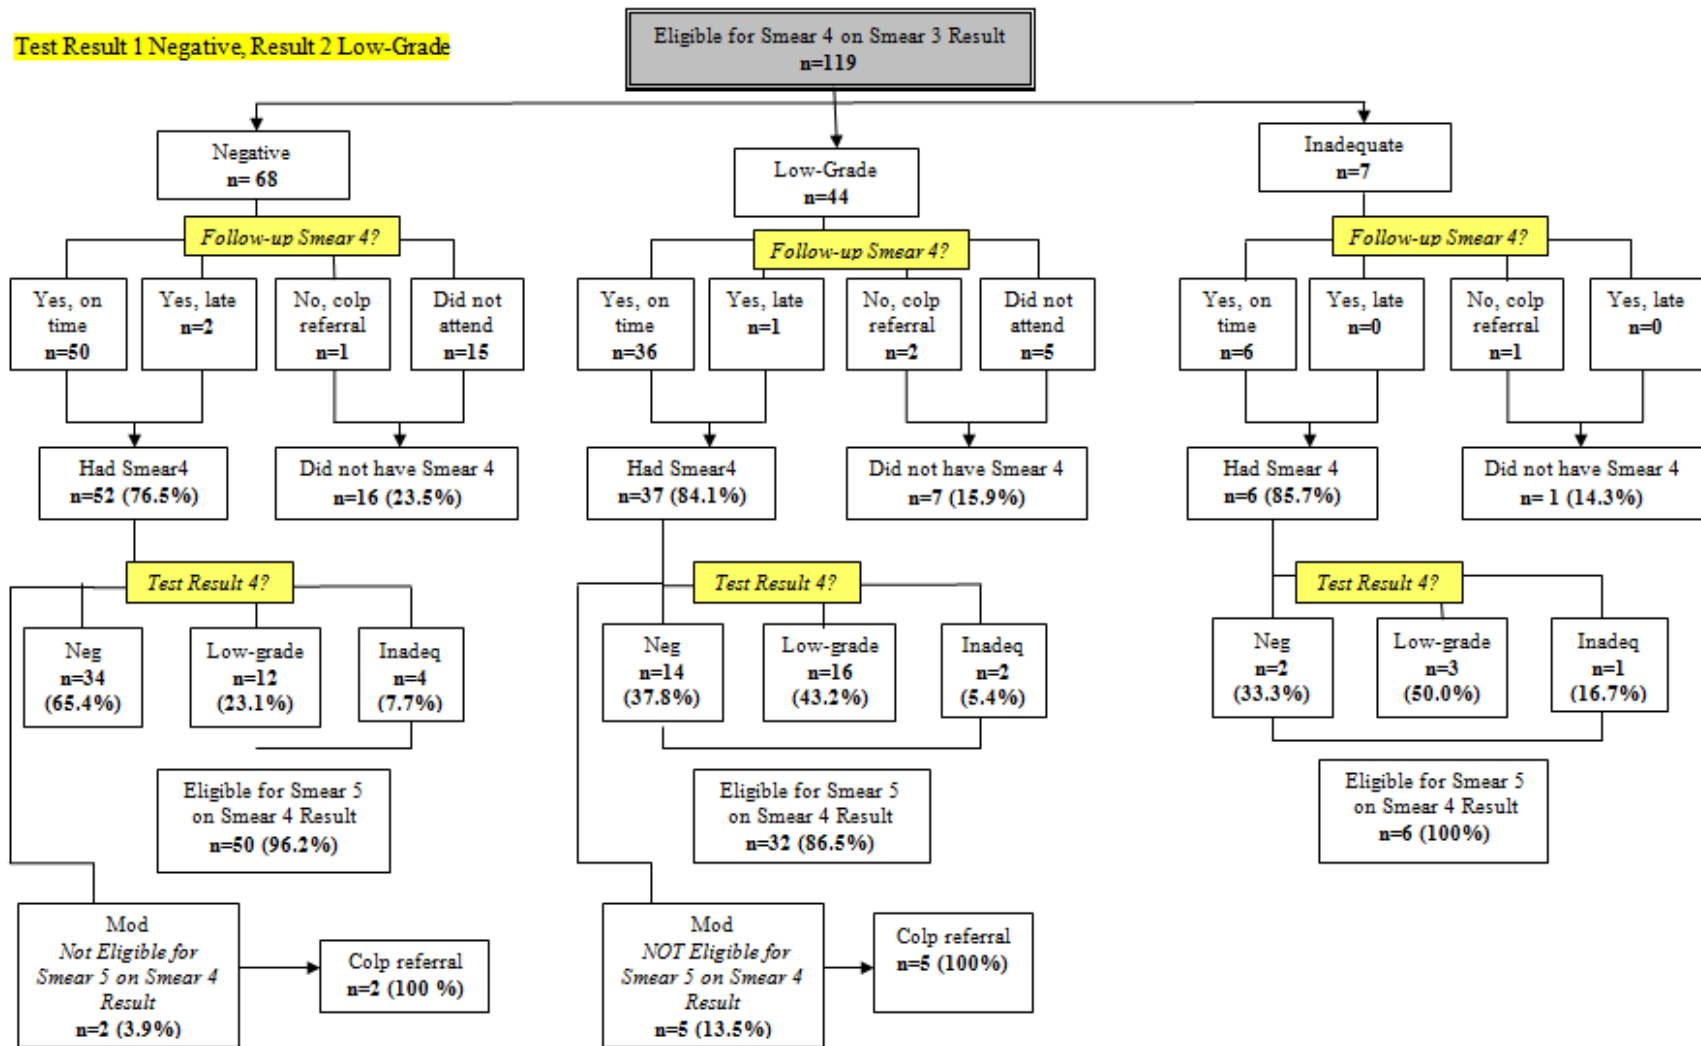 Test Result 1 Negative, Result 2 Low-Grade
Eligible for Smear 4 on Smear 3 Result
n=119
Negative
n= 68
Low-Grade
n=44
Inadequate
n=7
Follow-up Smear 4?
Follow-up Smear 4?
Follow-up Smear 4?
Yes, on
time
n=50
Yes, late
n=2
No, colp
referral
n=1
Did not
attend
n=15
Yes, on
time
n=36
Yes, late
n=1
No, colp
referral
n=2
Did not
attend
n=5
Yes, on
time
n=6
Yes, late
n=0
No, colp
referral
n=1
Yes, late
n=0
Had Smear4
n=52 (76.5%)
Did not have Smear 4
n=16 (23.5%)
Had Smear4
n=37 (84.1%)
Did not have Smear 4
n=7 (15.9%)
Had Smear 4
n=6 (85.7%)
Did not have Smear 4
n= 1 (14.3%)
Test Result 4?
Test Result 4?
Test Result 4?
Neg
n=34
(65.4%)
Low-grade
n=12
(23.1%)
Inadeq
n=4
(7.7%)
Neg
n=14
(37.8%)
Low-grade
n=16
(43.2%)
Inadeq
n=2
(5.4%)
Neg
n=2
(33.3%)
Low-grade
n=3
(50.0%)
Inadeq
n=1
(16.7%)
Eligible for Smear 5
on Smear 4 Result
n=50 (96.2%)
Eligible for Smear 5
on Smear 4 Result
n=32 (86.5%)
Eligible for Smear 5
on Smear 4 Result
n=6 (100%)
Mod
Not Eligible for
Smear 5 on Smear 4
Result
n=2 (3.9%)
Colp referral
n=2 (100 %)
Mod
NOT Eligible for
Smear 5 on Smear 4
Result
n=5 (13.5%)
Colp referral
n=5 (100%)